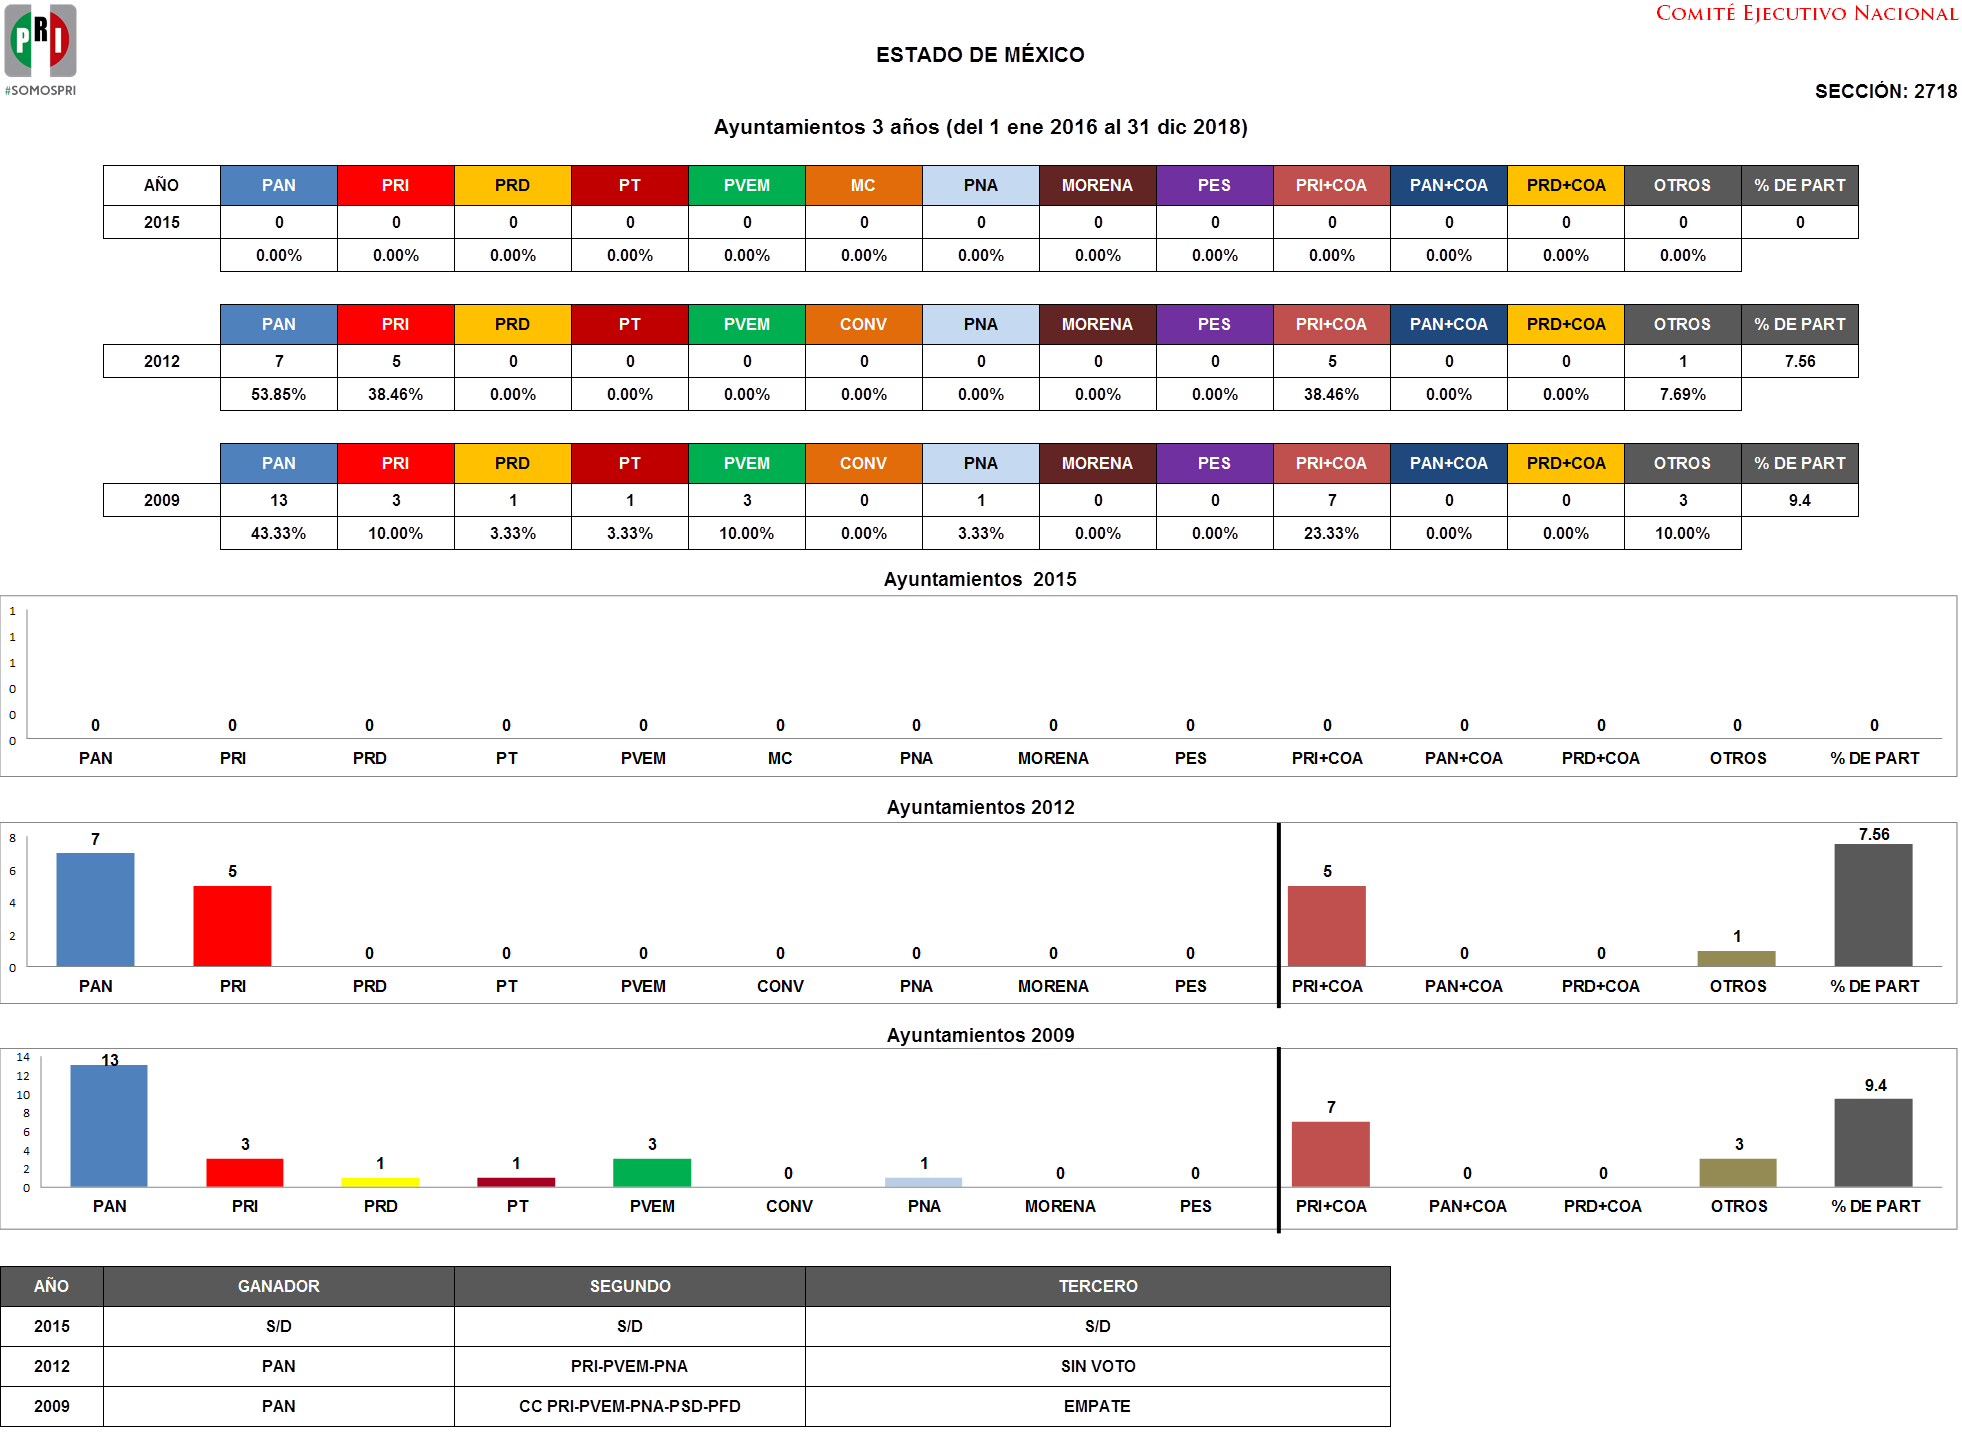 PRI
#SOMOSPRI
COMITÉ EJECUTIVO NACIONAL
ESTADO DE MÉXICO
SECCIÓN: 2718
Ayuntamientos 3 años (del 1 ene 2016 al 31 dic 2018)
AÑO PAN PRI PRD PT PVEM MC PNA MORENA PES PRI+COA PAN+COA PRD+COA OTROS % DE PART
2015 0 0 0 0 0 0 0 0 0 0 0 0 0 0
0.00% 0.00% 0.00% 0.00% 0.00% 0.00% 0.00% 0.00% 0.00% 0.00% 0.00% 0.00% 0.00%
PAN PRI PRD PT PVEM CONV PNA MORENA PES PRI+COA PAN+COA PRD+COA OTROS % DE PART
2012 7 5 0 0 0 0 0 0 0 5 0 0 1 7.56
53.85% 38.46% 0.00% 0.00% 0.00% 0.00% 0.00% 0.00% 0.00% 38.46% 0.00% 0.00% 7.69%
PAN PRI PRD PT PVEM CONV PNA MORENA PES PRI+COA PAN+COA PRD+COA OTROS % DE PART
2009 13 3 1 1 3 0 1 0 0 7 0 0 3 9.4
43.33% 10.00% 3.33% 3.33% 10.00% 0.00% 3.33% 0.00% 0.00% 23.33% 0.00% 0.00% 10.00%
Ayuntamientos 2015
1
1
1
0
0
0
0 0 0 0 0 0 0 0 0 0 0 0 0 0
PAN PRI PRD PT PVEM MC PNA MORENA PES PRI+COA PAN+COA PRD+COA OTROS % DE PART
Ayuntamientos 2012
8
6
4
2
0
7 5 0 0 0 0 0 0 0 5 0 0 1 7.56
PAN PRI PRD PT PVEM CONV PNA MORENA PES PRI+COA PAN+COA PRD+COA OTROS % DE PART
Ayuntamientos 2009
14
12
10
8
6
4
2
0
13 3 1 1 3 0 1 0 0 7 0 0 3 9.4
PAN PRI PRD PT PVEM CONV PNA MORENA PES PRI+COA PAN+COA PRD+COA OTROS % DE PART
AÑO GANADOR SEGUNDO TERCERO
2015 S/D S/D S/D
2012 PAN PRI-PVEM-PNA SIN VOTO
2009 PAN CC PRI-PVEM-PNA-PSD-PFD EMPATE